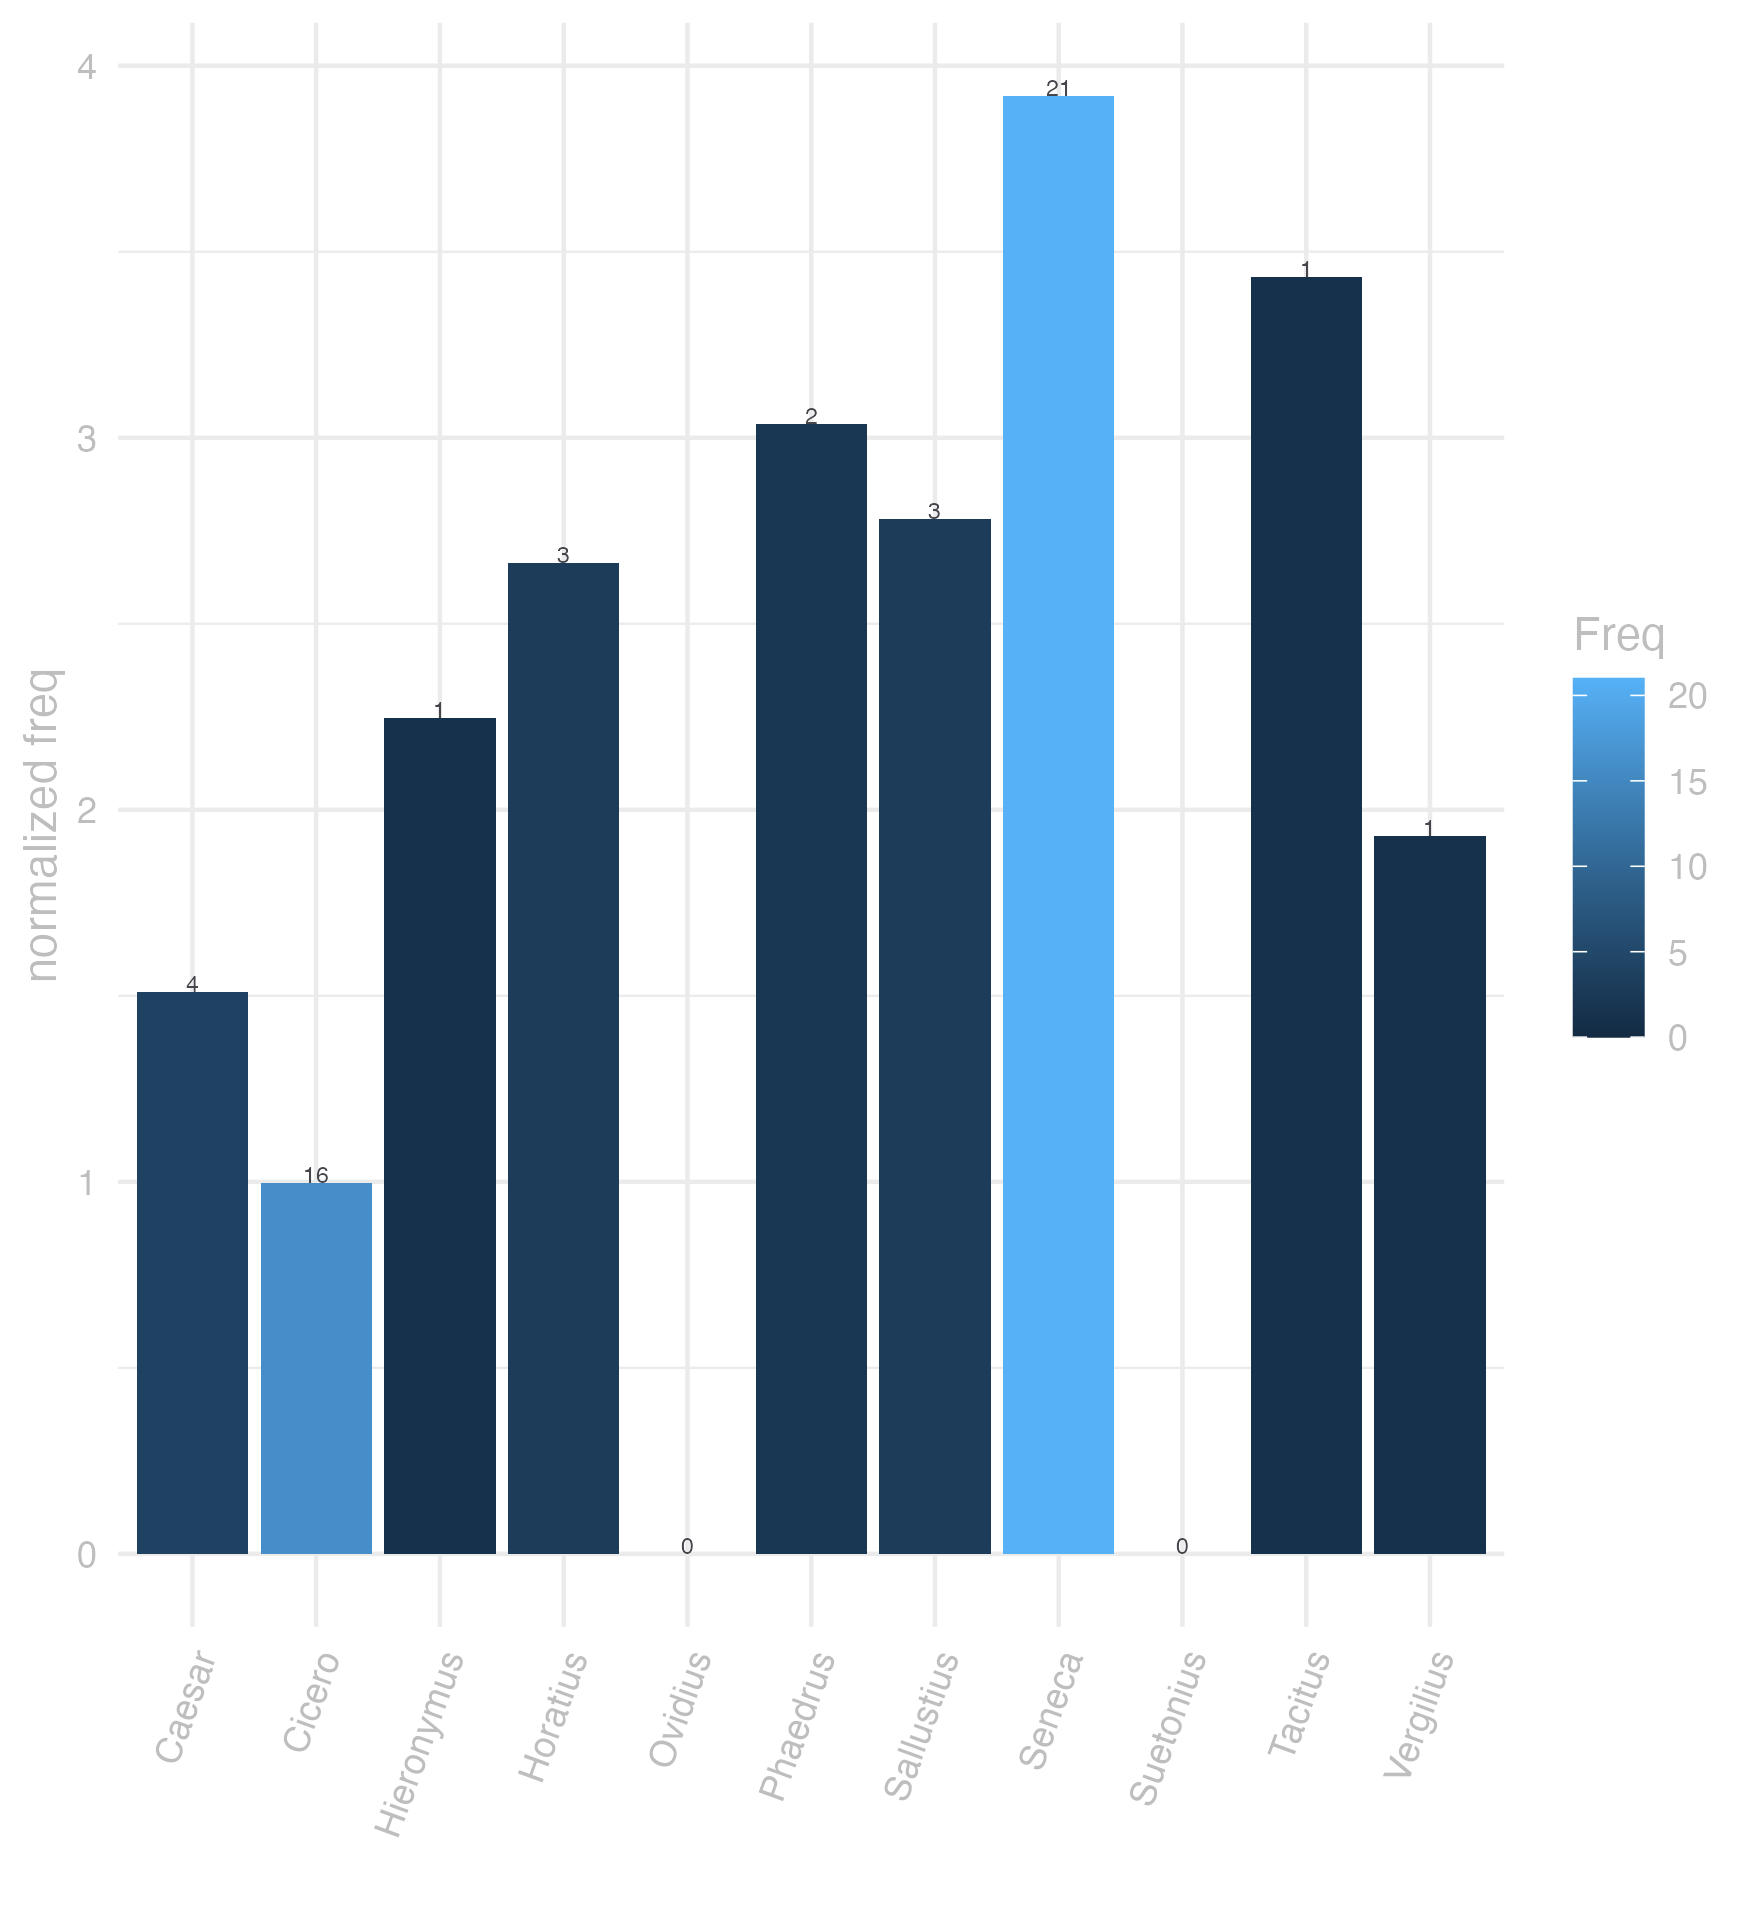 normalized freq
4
3
2
1
0
4
16
1
3
0
2
3
21
0
1
1
Caesar
Cicero
Hieronymus
Horatius
Ovidius
Phaedrus
Sallustius
Seneca
Suetonius
Tacitus
Vergilius
Freq
20
15
10
5
0